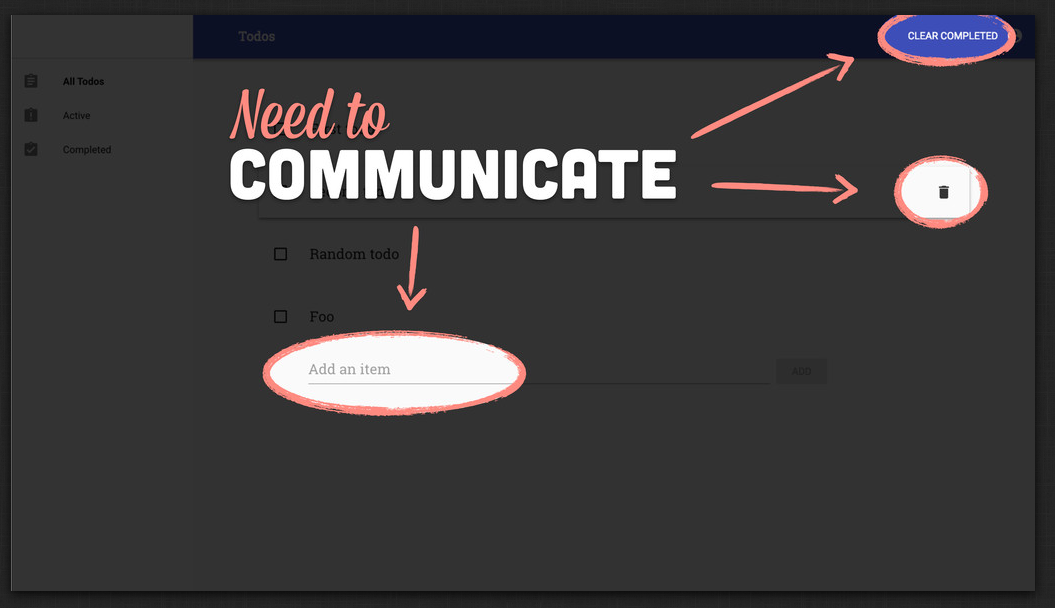 Todos
CLEAR COMPLETED
All Todos
Active
Completed
Need to
COMMUNICATE
Random todo
Foo
Add an item
ADD